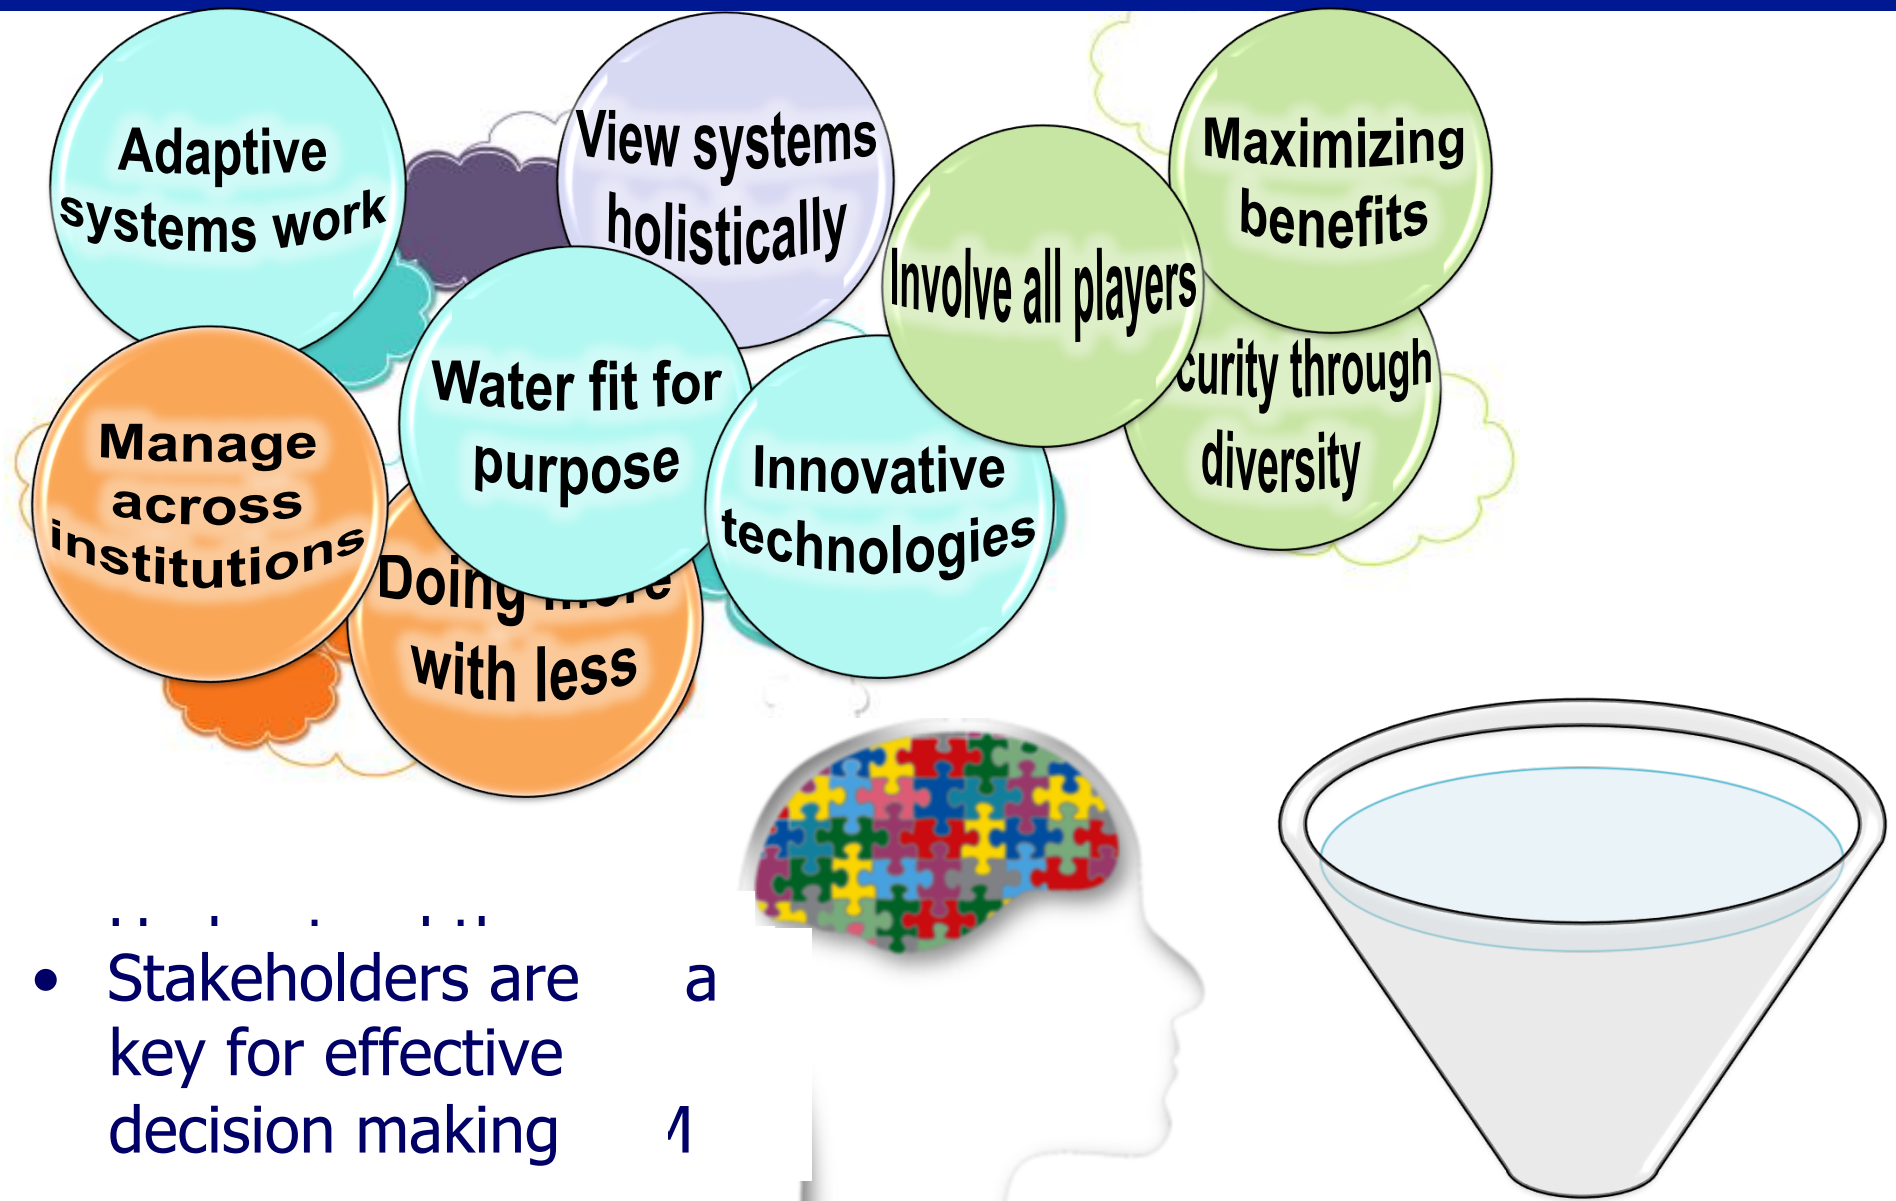 Adaptive
systems work
View systems
holistically
Involve all players
Maximizing
benefits
curity through
diversity
Manage
across
institutions
Water fit for
purpose
Innovative
technologies
Doing more
with less
• Stakeholders are a
key for effective
decision making